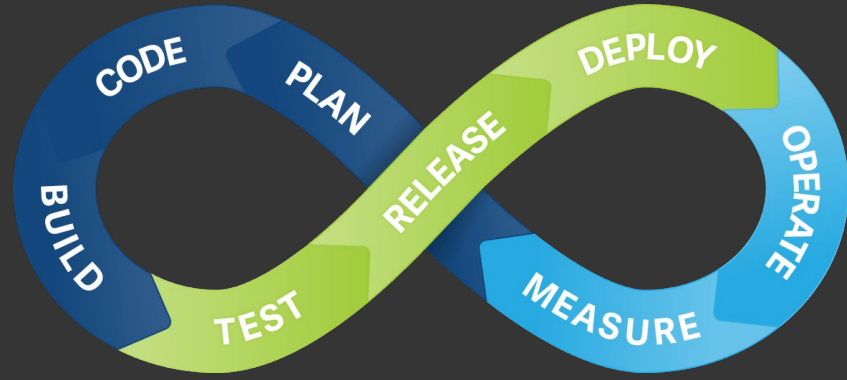 PLAN
CODE
BUILD
TEST
RELEASE
DEPLOY
OPERATE
MEASURE